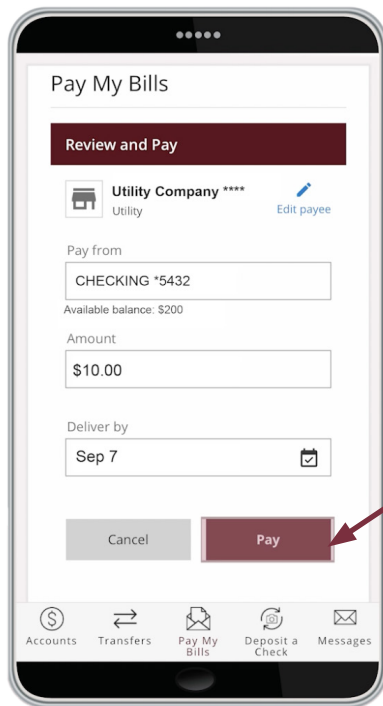 Pay My Bills
Review and Pay
Utility Company ****
Utility
Edit payee
Pay from
CHECKING *5432
Available balance: $200
Amount
$10.00
Deliver by
Sep 7
Cancel
Pay
Accounts
Transfers
Pay My
Bills
Deposit a
Check
Messages